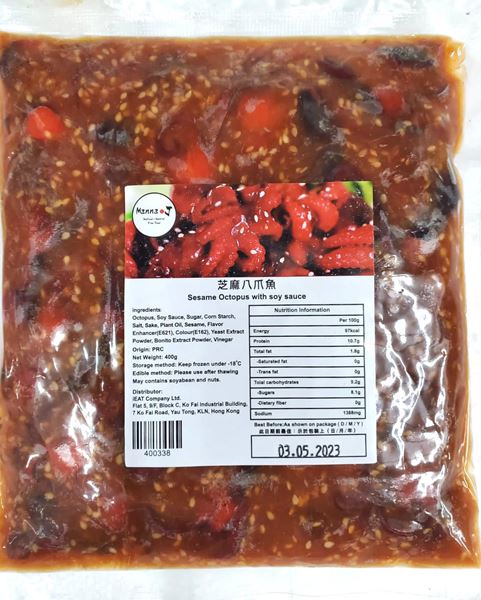 Manna J
芝麻八爪魚
Sesame Octopus with soy sauce
Ingredients:
Octopus, Soy Sauce, Sugar, Corn Starch,
Salt, Sake, Plant Oil, Sesame, Flavor
Enhancer(E621), Colour(E162), Yeast Extract
Powder, Bonito Extract Powder, Vinegar
Origin: PRC
Net Weight: 400g
Storage method: Keep frozen under -18°C
Edible method: Please use after thawing
May contains soyabean and nuts.
Distributor:
iEAT Company Ltd.
Flat 5, 9/F, Block C, Ko Fai Industrial Building,
7 Ko Fai Road, Yau Tong, KLN, Hong Kong
400338
Nutrition Information
Per 100g
Energy 97kcal
Protein 10.7g
Total fat 1.8g
-Saturated fat 0g
-Trans fat 0g
Total carbohydrates 9.2g
-Sugars 8.1g
-Dietary fiber 0g
Sodium 1388mg
Best Before:As shown on package ( D / M / Y )
此日期前最佳：示於包裝上（日／月／年）
03.05.2023